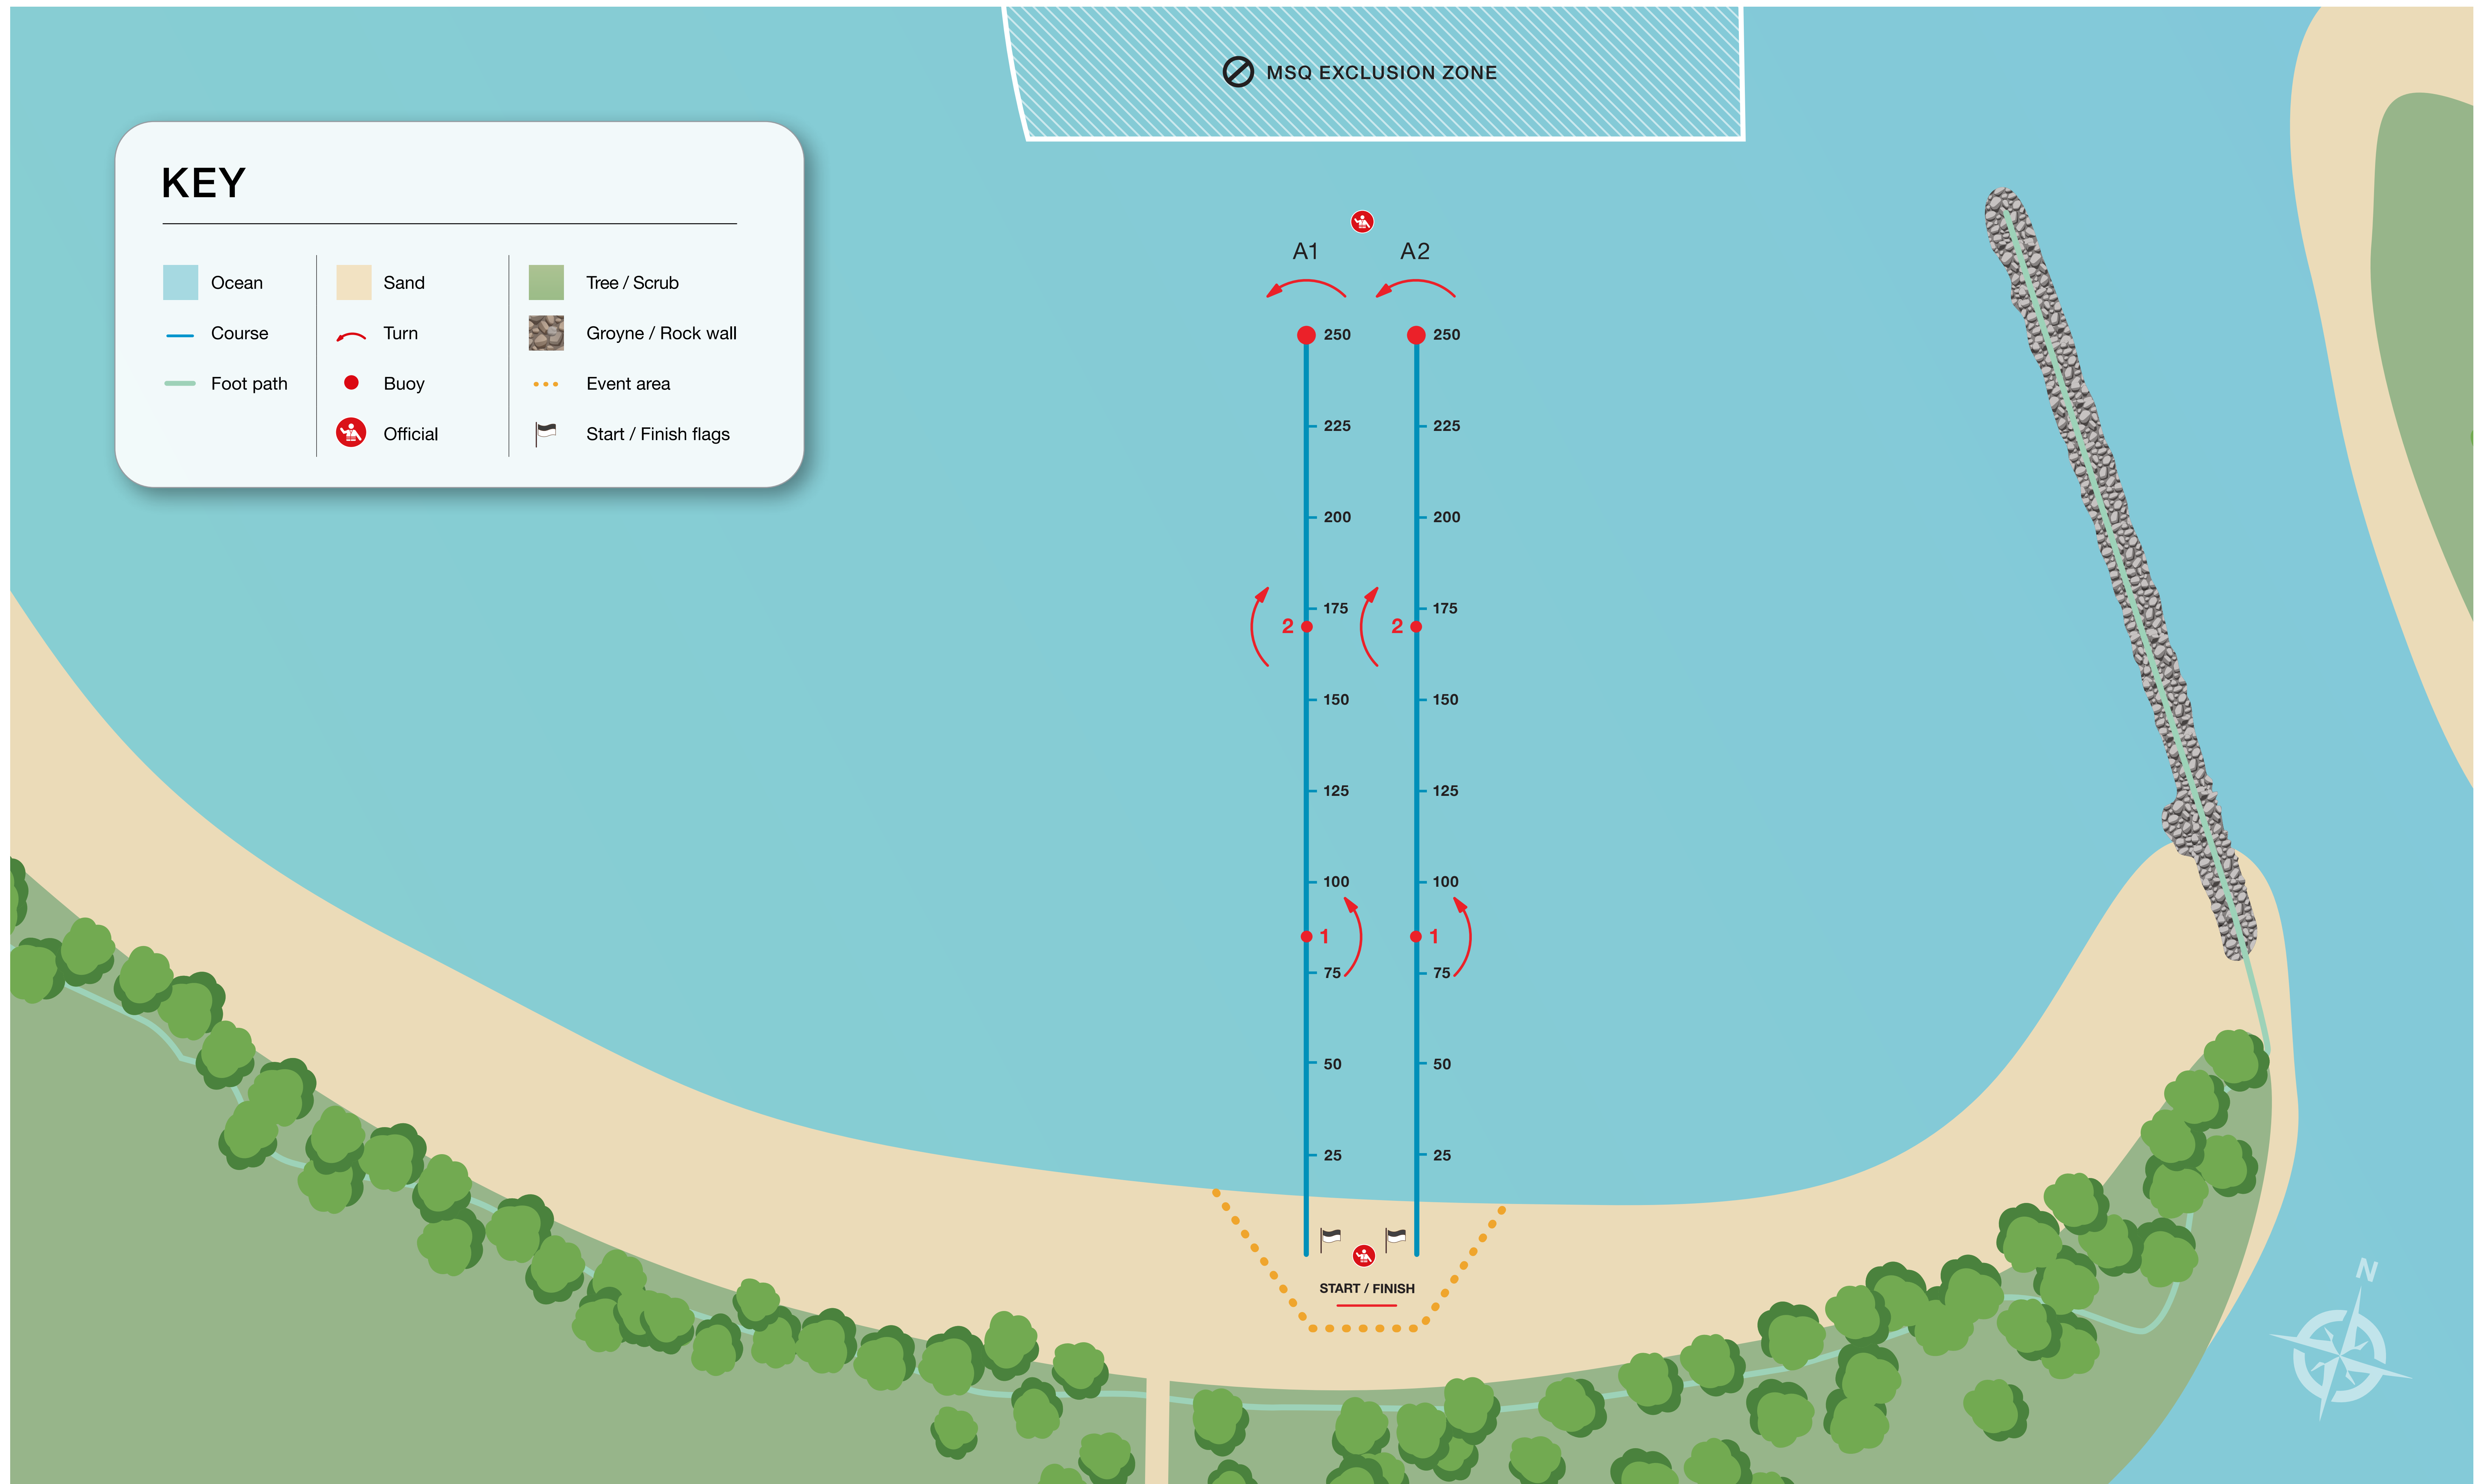 MSQ EXCLUSION ZONE
KEY
Ocean
Sand
Tree / Scrub
Course
Turn
Groyne / Rock wall
Foot path
Buoy
Event area
Official
Start / Finish flags
A1 A2
250 250
225 225
200 200
175 175
2 2
150 150
125 125
100 100
1 1
75 75
50 50
25 25
START / FINISH
N